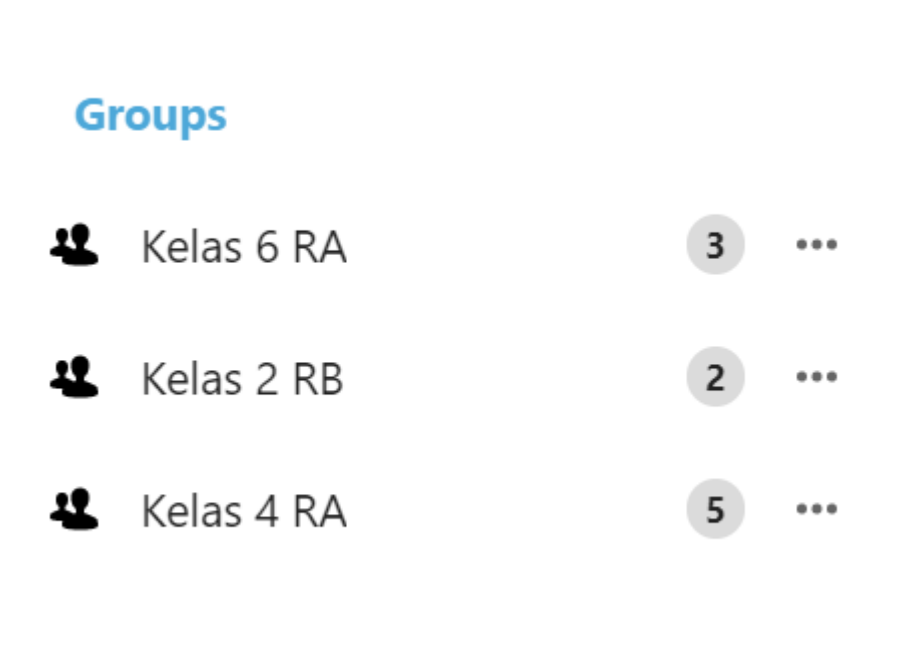 Groups
Kelas 6 RA 3 •••
Kelas 2 RB 2 •••
Kelas 4 RA 5 •••